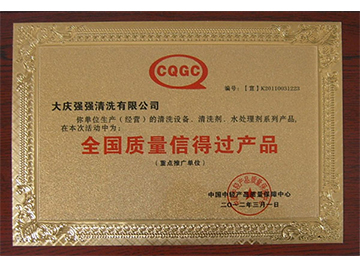 CQGC
编号:【营】K20110031223
大庆强强清洗有限公司
你单位生产(经营)的清洗设备、清洗剂、水处理剂系列产品,
在本次活动中为:
全国质量信得过产品
(重点推广单位)
中国中轻产品质量保障中心
二〇一二年三月一日